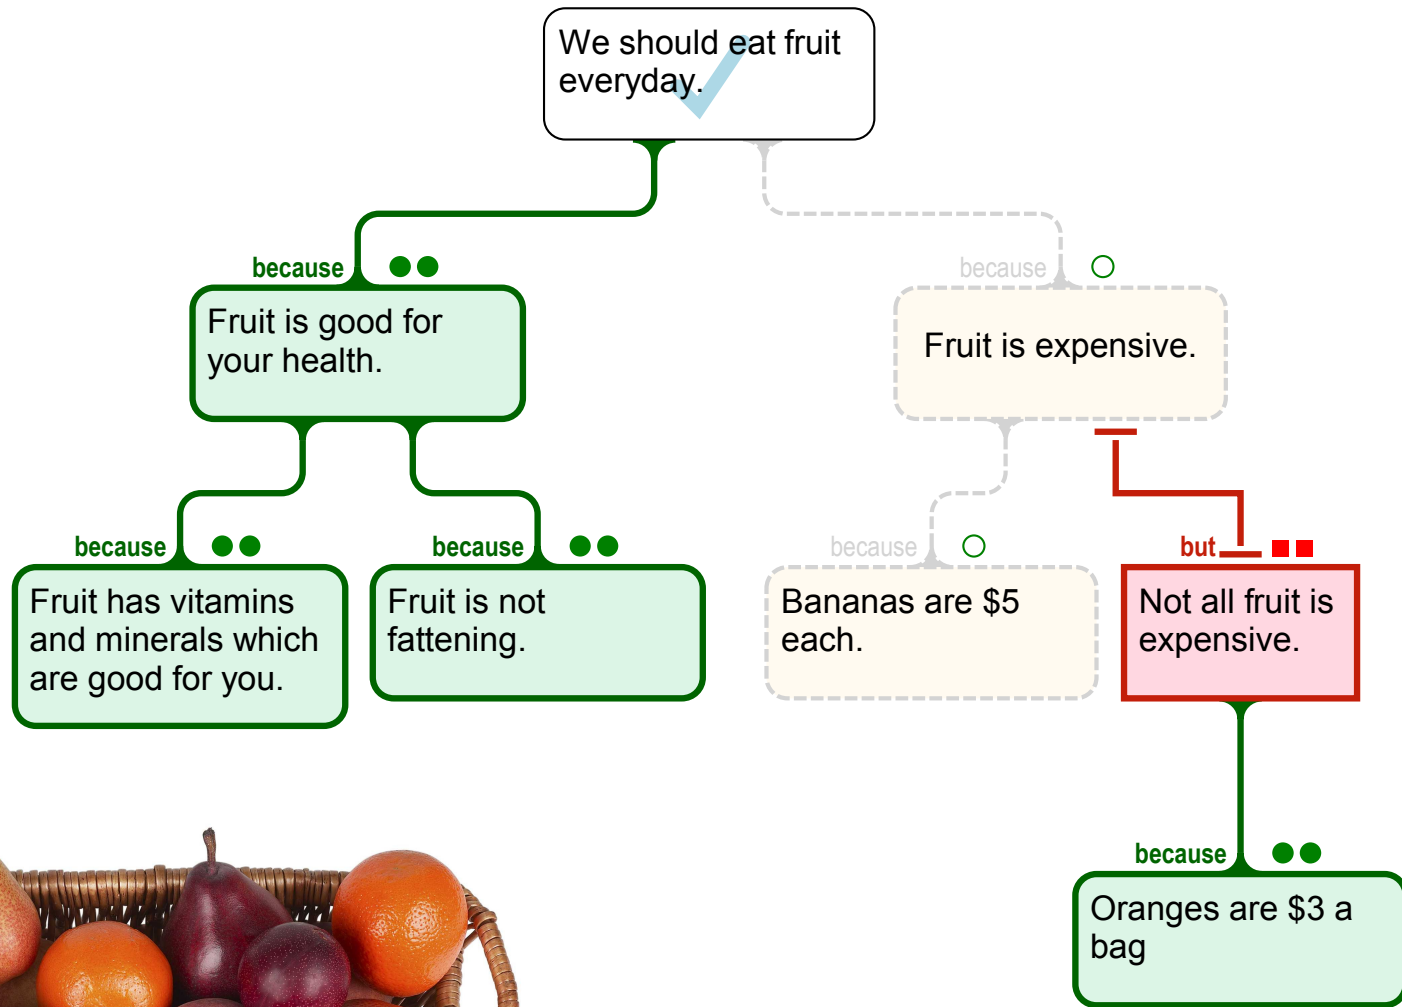 We should eat fruit
everyday.
because
because
Fruit is good for
your health.
Fruit is expensive.
because
because
because
but
Fruit has vitamins
and minerals which
are good for you.
Fruit is not
fattening.
Bananas are $5
each.
Not all fruit is
expensive.
because
Oranges are $3 a
bag